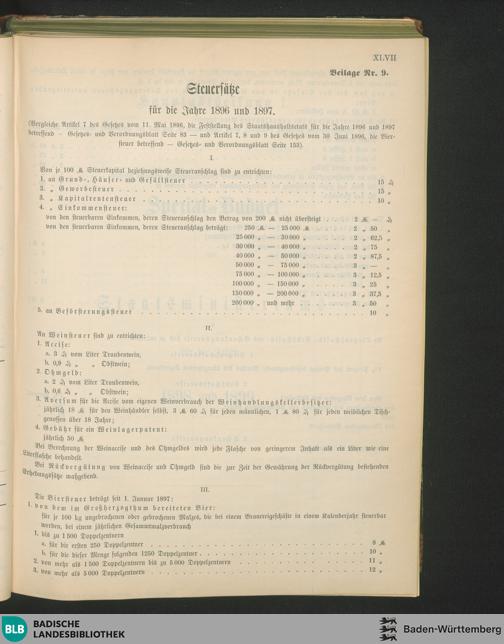 XLVII
Beilage Nr. 9.
Steuersätze
für die Jahre 1896 und 1897.
(Vergleiche Artikel 7 des Gesetzes vom 11. Mai 1896, die Feststellung des Staatshaushaltsetats für die Jahre 1896 und 1897
betreffend — Gesetzes- und Verordnungsblatt Seite 83 — und Artikel 7, 8 und 9 des Gesetzes vom 30. Juni 1896, die Bier-
steuer betreffend — Gesetzes- und Verordnungsblatt Seite 153).
I.
Von je 100 ℳ Steuerkapital beziehungsweise Steueranschlag sind zu entrichten:
1. an Grund-, Häuser- und Gefällsteuer . . . 15 ₰
2. „ Gewerbesteuer . . . 15 „
3. „ Kapitalrentensteuer . . . 10 „
4. „ Einkommensteuer:
von den steuerbaren Einkommen, deren Steueranschlag den Betrag von 200 ℳ nicht übersteigt . . 2 ℳ — ₰
von den steuerbaren Einkommen, deren Steueranschlag beträgt: 250 ℳ — 25 000 ℳ . . . 2 „ 50 „
25 000 „ — 30 000 „ . . . 2 „ 62,5 „
30 000 „ — 40 000 „ . . . 2 „ 75 „
40 000 „ — 50 000 „ . . . 2 „ 87,5 „
50 000 „ — 75 000 „ . . . 3 „ — „
75 000 „ — 100 000 „ . . . 3 „ 12,5 „
100 000 „ — 150 000 „ . . . 3 „ 25 „
150 000 „ — 200 000 „ . . . 3 „ 37,5 „
200 000 „ und mehr . . . 3 „ 50 „
5. an Beförsterungssteuer . . . 10 „
II.
An Weinsteuer sind zu entrichten:
1. Accise:
a. 3 ₰ vom Liter Traubenwein,
b. 0,9 ₰ „ „ Obstwein;
2. Ohmgeld:
a. 2 ₰ vom Liter Traubenwein,
b. 0,6 ₰ „ „ Obstwein;
3. Aversum für die Accise vom eigenen Weinverbrauch der Weinhandlungskellerbesitzer:
jährlich 18 ℳ für den Weinhändler selbst, 3 ℳ 60 ₰ für jeden männlichen, 1 ℳ 80 ₰ für jeden weiblichen Tisch-
genossen über 18 Jahre;
4. Gebühr für ein Weinlagerpatent:
jährlich 50 ℳ
Bei Berechnung der Weinaccise und des Ohmgeldes wird jede Flasche von geringerem Inhalt als ein Liter wie eine
Literflasche behandelt.
Bei Rückvergütung von Weinaccise und Ohmgeld sind die zur Zeit der Gewährung der Rückvergütung bestehenden
Erhebungssätze maßgebend.
III.
Die Biersteuer beträgt seit 1. Januar 1897:
1. von dem im Großherzogthum bereiteten Bier:
für je 100 kg ungebrochenen oder gebrochenen Malzes, die bei einem Brauereigeschäfte in einem Kalenderjahr steuerbar
werden, bei einem jährlichen Gesammtmalzverbrauch
1. bis zu 1 500 Doppelzentnern
a. für die ersten 250 Doppelzentner . . . 8 ℳ
b. für die dieser Menge folgenden 1250 Doppelzentner . . . 10 „
2. von mehr als 1 500 Doppelzentnern bis zu 5 000 Doppelzentnern . . . 11 „
3. von mehr als 5 000 Doppelzentnern . . . 12 „
BLB BADISCHE
LANDESBIBLIOTHEK
Baden-Württemberg